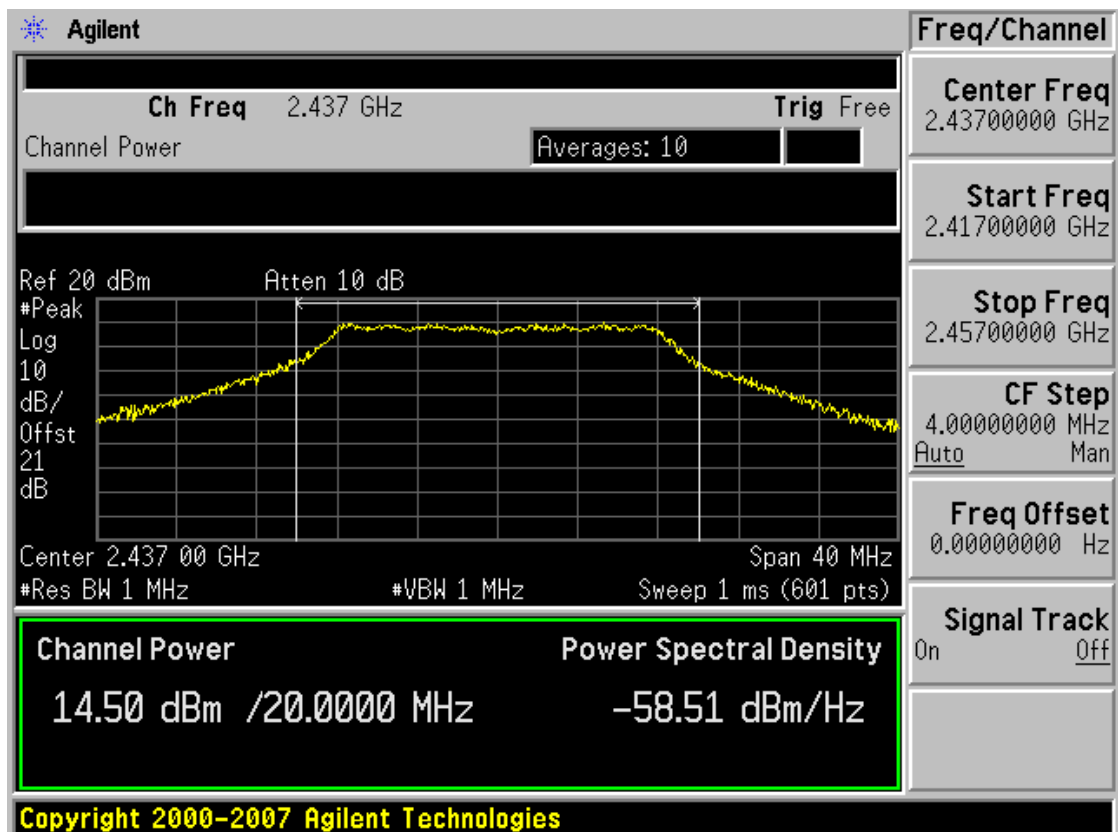 Agilent
Ch Freq 2.437 GHz Trig Free
Channel Power Averages: 10
Ref 20 dBm Atten 10 dB
#Peak
Log
10
dB/
Offst
21
dB
Center 2.437 00 GHz Span 40 MHz
#Res BW 1 MHz #VBW 1 MHz Sweep 1 ms (601 pts)
Channel Power Power Spectral Density
14.50 dBm /20.0000 MHz -58.51 dBm/Hz
Copyright 2000-2007 Agilent Technologies
Freq/Channel
Center Freq
2.43700000 GHz
Start Freq
2.41700000 GHz
Stop Freq
2.45700000 GHz
CF Step
4.00000000 MHz
Auto Man
Freq Offset
0.00000000 Hz
Signal Track
On Off